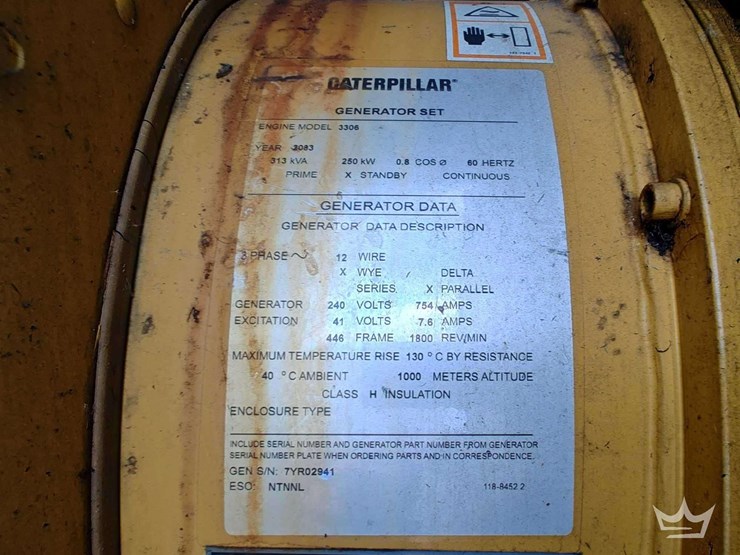 CATERPILLAR®
GENERATOR SET
ENGINE MODEL 3306
YEAR 2083
313 kVA 250 kW 0.8 COS Ø 60 HERTZ
PRIME X STANDBY CONTINUOUS
GENERATOR DATA
GENERATOR DATA DESCRIPTION
3 PHASE 12 WIRE
X WYE / DELTA
SERIES X PARALLEL
GENERATOR 240 VOLTS 754 AMPS
EXCITATION 41 VOLTS 7.6 AMPS
446 FRAME 1800 REV/MIN
MAXIMUM TEMPERATURE RISE 130 °C BY RESISTANCE
40 °C AMBIENT 1000 METERS ALTITUDE
CLASS H INSULATION
ENCLOSURE TYPE
INCLUDE SERIAL NUMBER AND GENERATOR PART NUMBER FROM GENERATOR
SERIAL NUMBER PLATE WHEN ORDERING PARTS AND IN CORRESPONDENCE.
GEN S/N: 7YR02941
ESO: NTNNL 118-8452 2